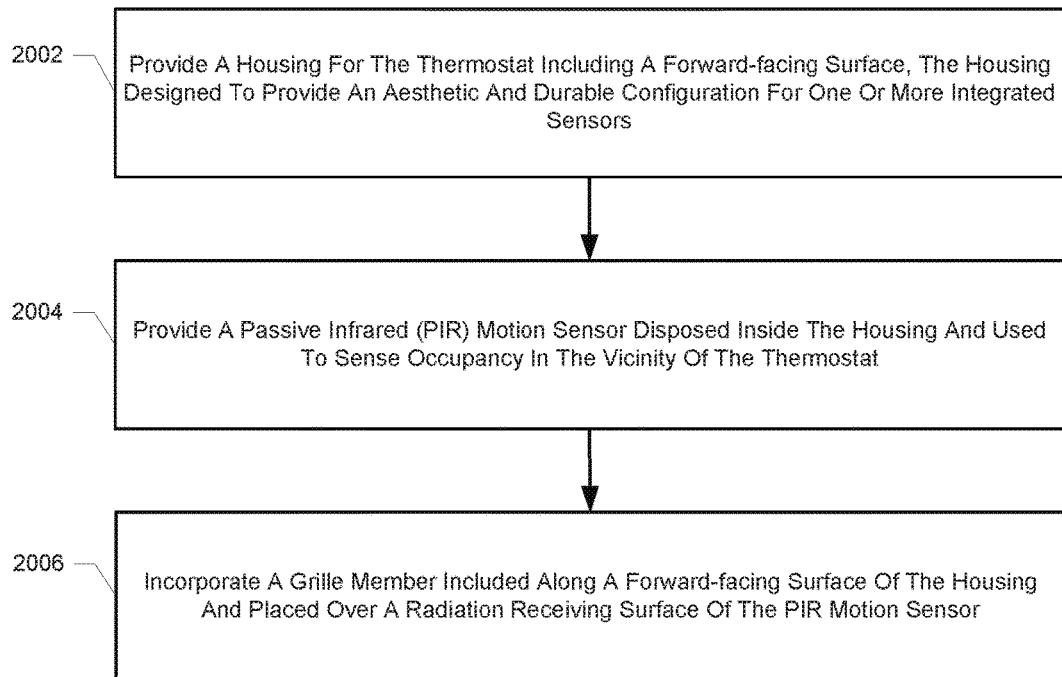 2002
Provide A Housing For The Thermostat Including A Forward-facing Surface, The Housing
Designed To Provide An Aesthetic And Durable Configuration For One Or More Integrated
Sensors
2004
Provide A Passive Infrared (PIR) Motion Sensor Disposed Inside The Housing And Used
To Sense Occupancy In The Vicinity Of The Thermostat
2006
Incorporate A Grille Member Included Along A Forward-facing Surface Of The Housing
And Placed Over A Radiation Receiving Surface Of The PIR Motion Sensor